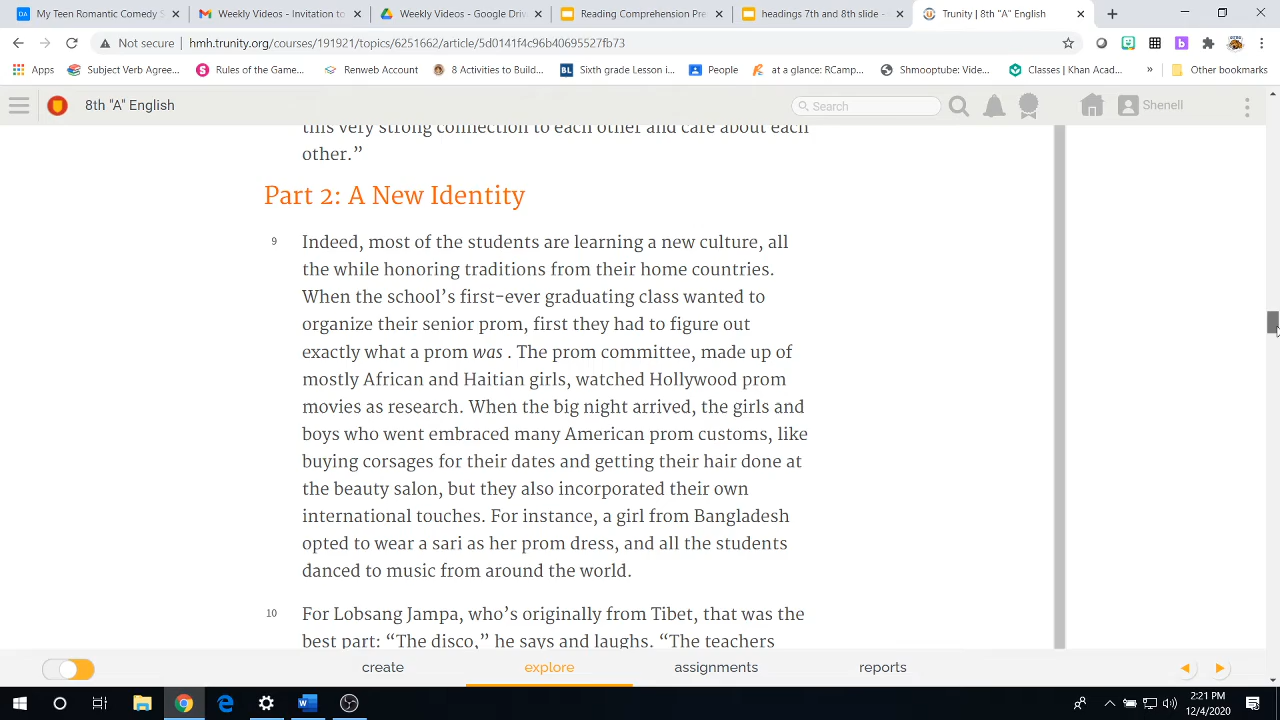 My Teen Romantic Comedy S
Weekly Videos - Invitation to
Weekly Videos - Google Driv
Reading Comprehension Pre
headings 7th and 8th slide -
Trunity | 8th "A" English
Not secure | hmh.trunity.org/courses/191921/topics/6251262/article/5d0141f4c96b40695527fb73
Apps
Subject Verb Agree...
Rules of the Game...
Renweb Account
8 Activities to Build...
Sixth grade Lesson i...
People
at a glance: RCamp...
Shmooptube: Vide...
Classes | Khan Acad...
»
Other bookmarks
8th "A" English
Search
Shenell
this very strong connection to each other and care about each
other.”
Part 2: A New Identity
9 Indeed, most of the students are learning a new culture, all
the while honoring traditions from their home countries.
When the school’s first-ever graduating class wanted to
organize their senior prom, first they had to figure out
exactly what a prom was . The prom committee, made up of
mostly African and Haitian girls, watched Hollywood prom
movies as research. When the big night arrived, the girls and
boys who went embraced many American prom customs, like
buying corsages for their dates and getting their hair done at
the beauty salon, but they also incorporated their own
international touches. For instance, a girl from Bangladesh
opted to wear a sari as her prom dress, and all the students
danced to music from around the world.
10 For Lobsang Jampa, who’s originally from Tibet, that was the
best part: “The disco,” he says and laughs. “The teachers
create
explore
assignments
reports
2:21 PM
12/4/2020